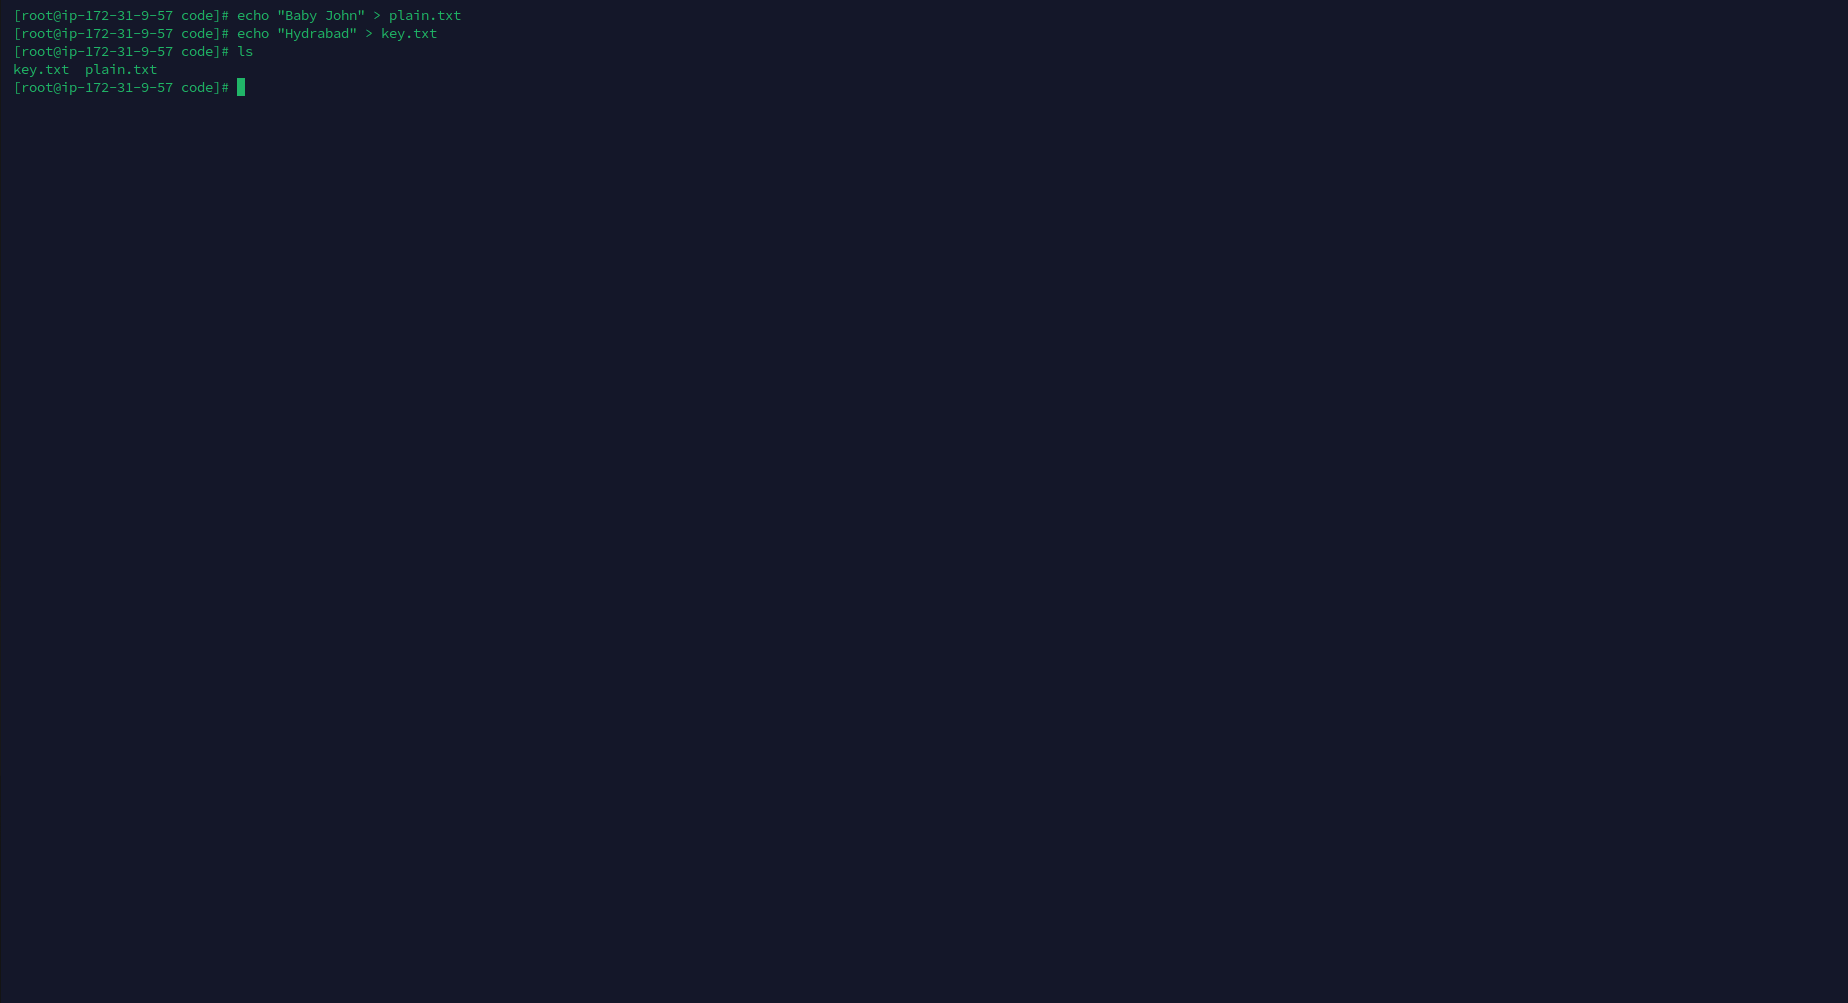 [root@ip-172-31-9-57 code]# echo "Baby John" > plain.txt
[root@ip-172-31-9-57 code]# echo "Hydrabad" > key.txt
[root@ip-172-31-9-57 code]# ls
key.txt  plain.txt
[root@ip-172-31-9-57 code]#